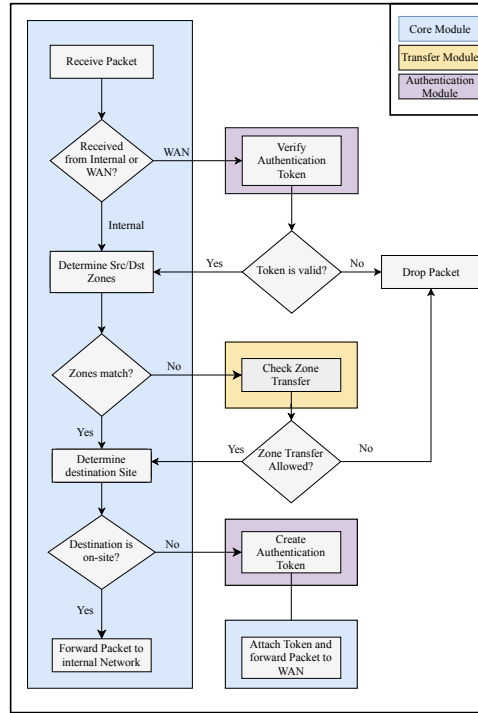 Core Module
Transfer Module
Authentication
Module
Receive Packet
Received
from Internal or
WAN?
WAN
Verify
Authentication
Token
Internal
Determine Src/Dst
Zones
Yes
Token is valid?
No
Drop Packet
Zones match?
No
Check Zone
Transfer
Yes
Determine
destination Site
Yes
Zone Transfer
Allowed?
No
Destination is
on-site?
No
Create
Authentication
Token
Yes
Forward Packet to
internal Network
Attach Token and
forward Packet to
WAN